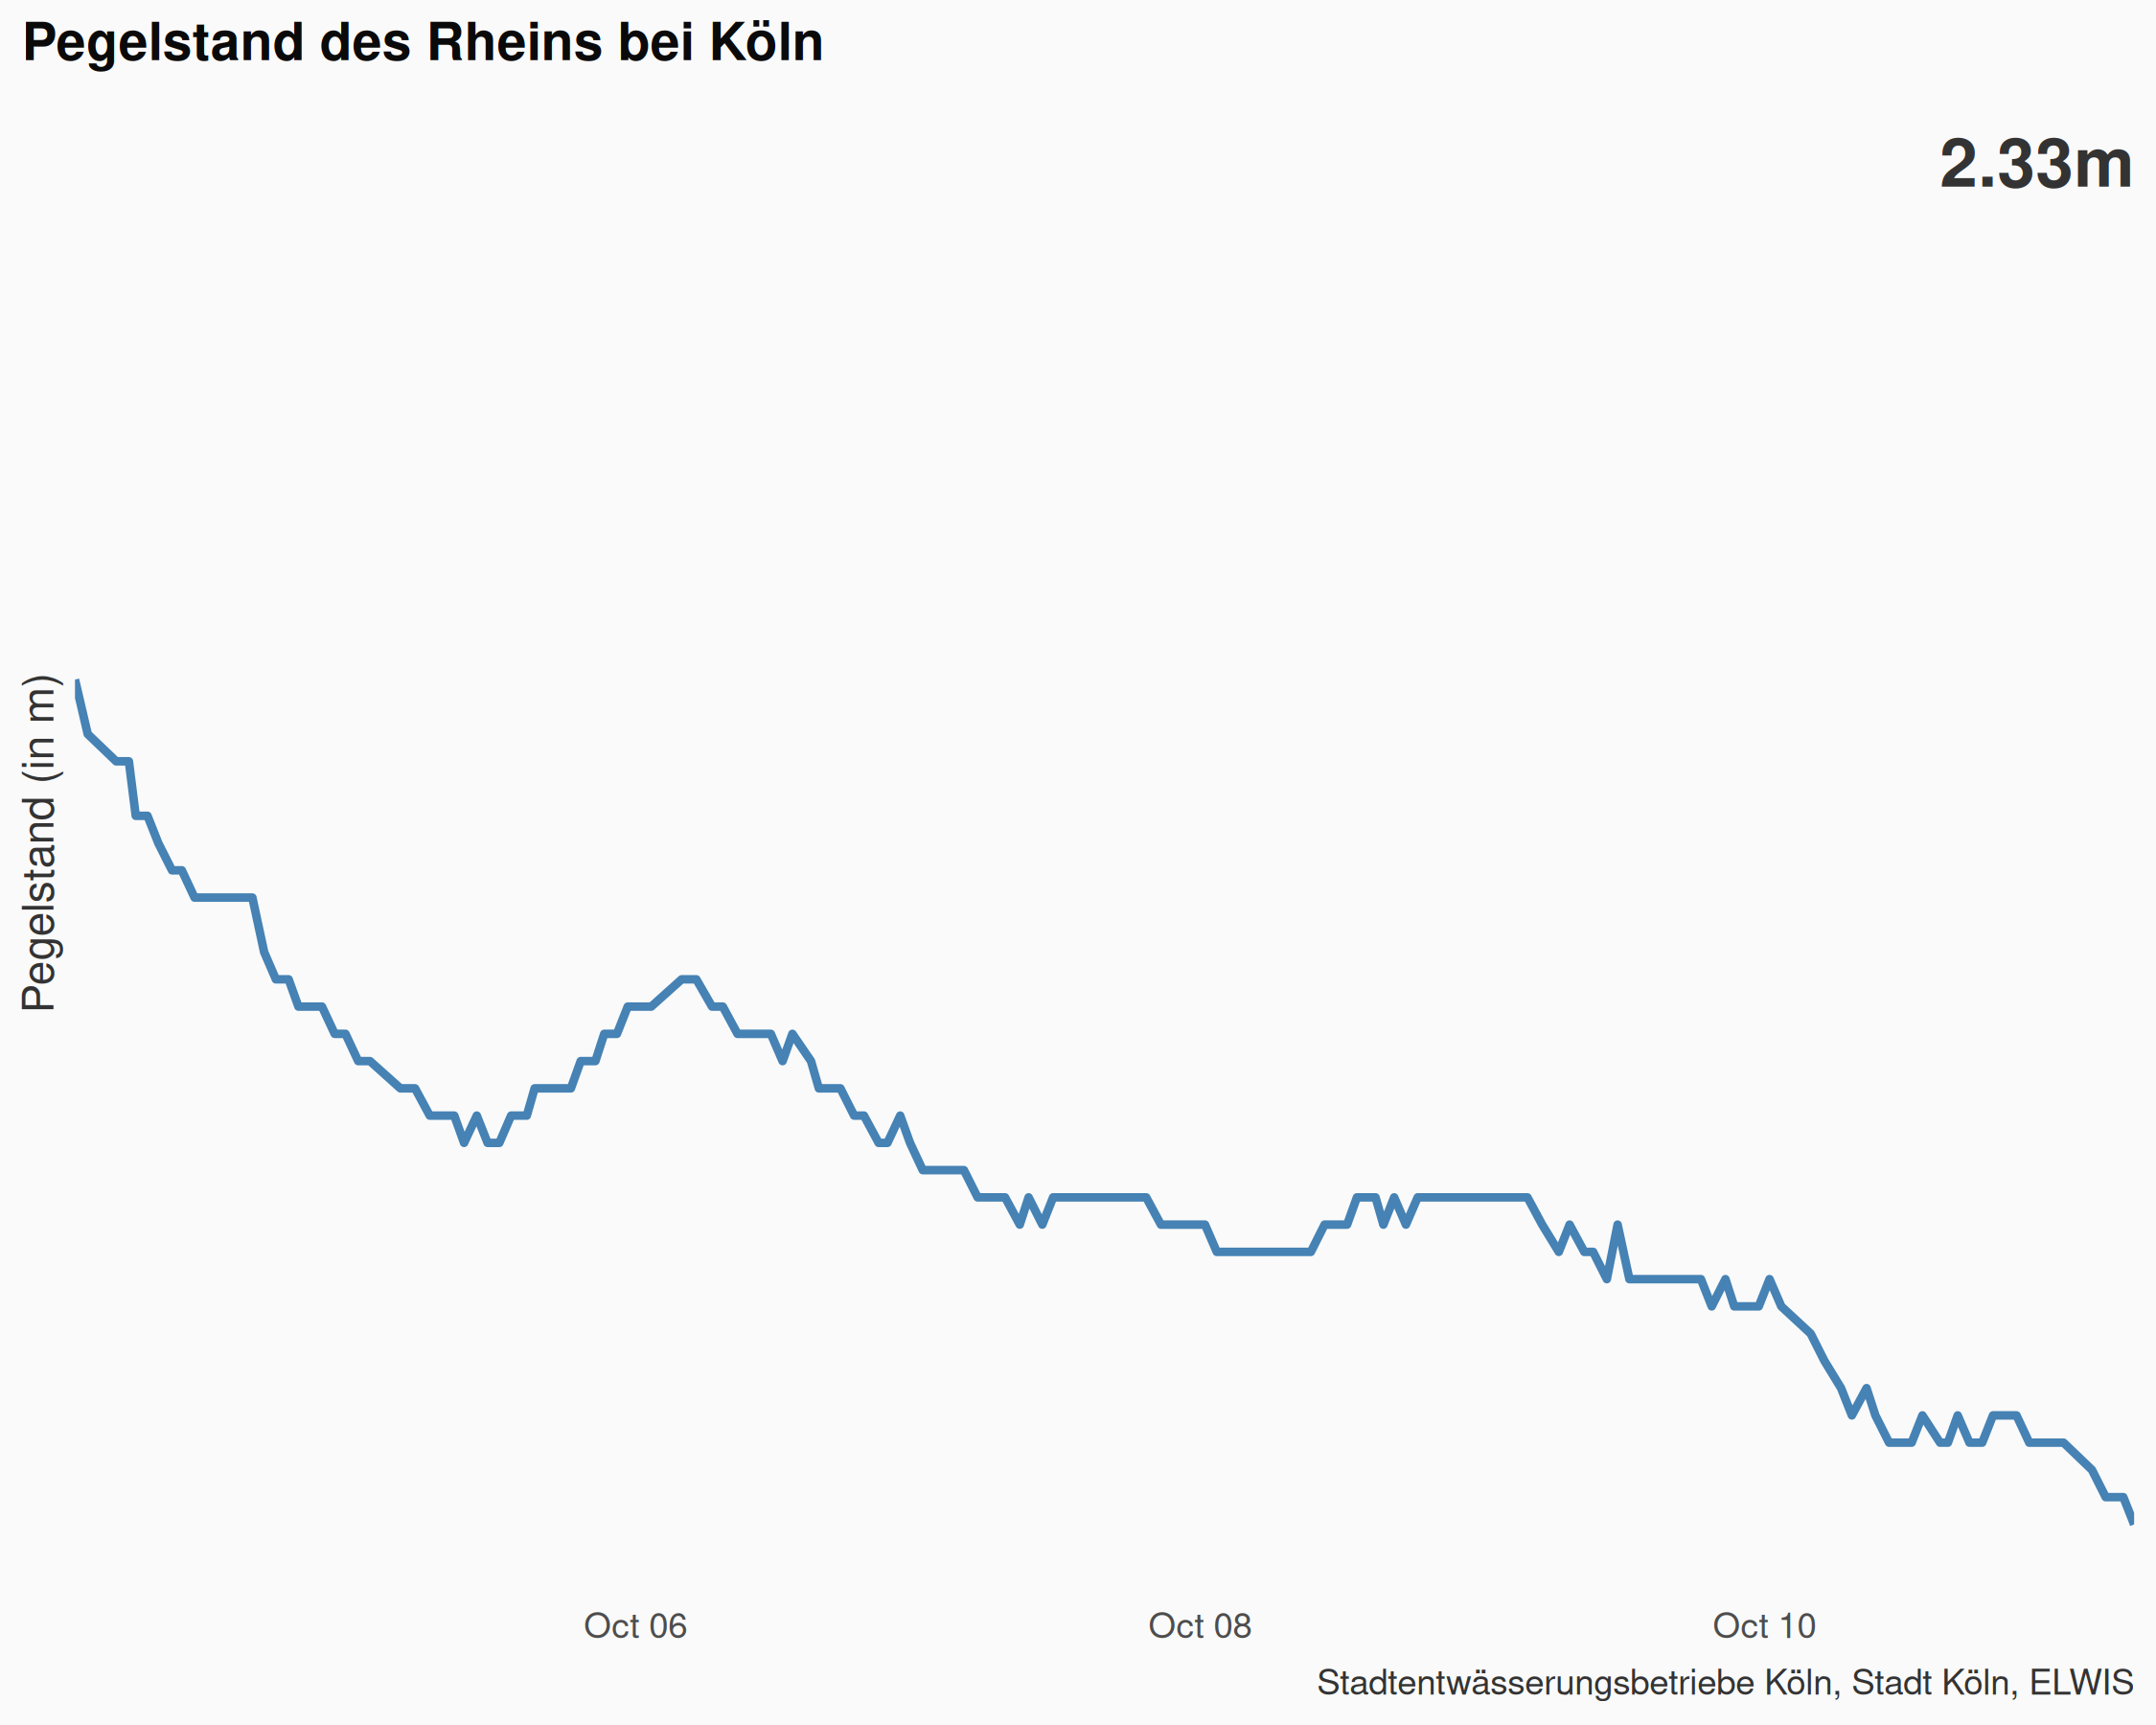 Pegelstand des Rheins bei Köln
2.33m
Pegelstand (in m)
Oct 06
Oct 08
Oct 10
Stadtentwässerungsbetriebe Köln, Stadt Köln, ELWIS